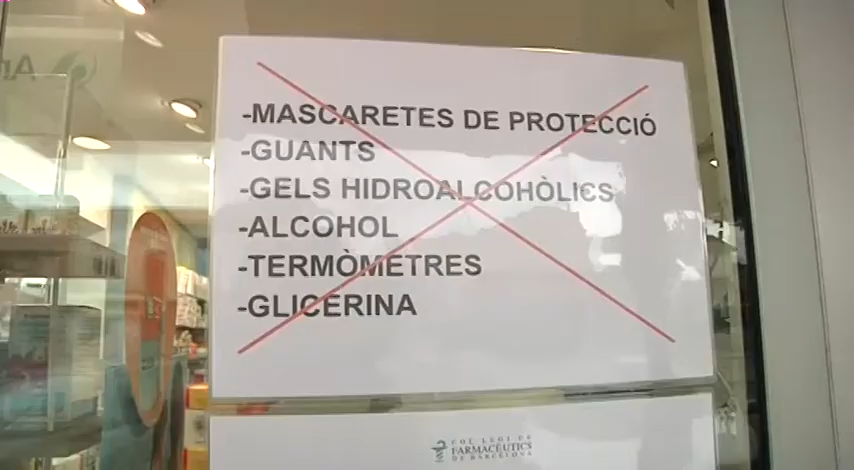 -MASCARETES DE PROTECCIÓ
-GUANTS
-GELS HIDROALCOHÒLICS
-ALCOHOL
-TERMÒMETRES
-GLICERINA
COL·LEGI DE
FARMACÈUTICS
DE BARCELONA